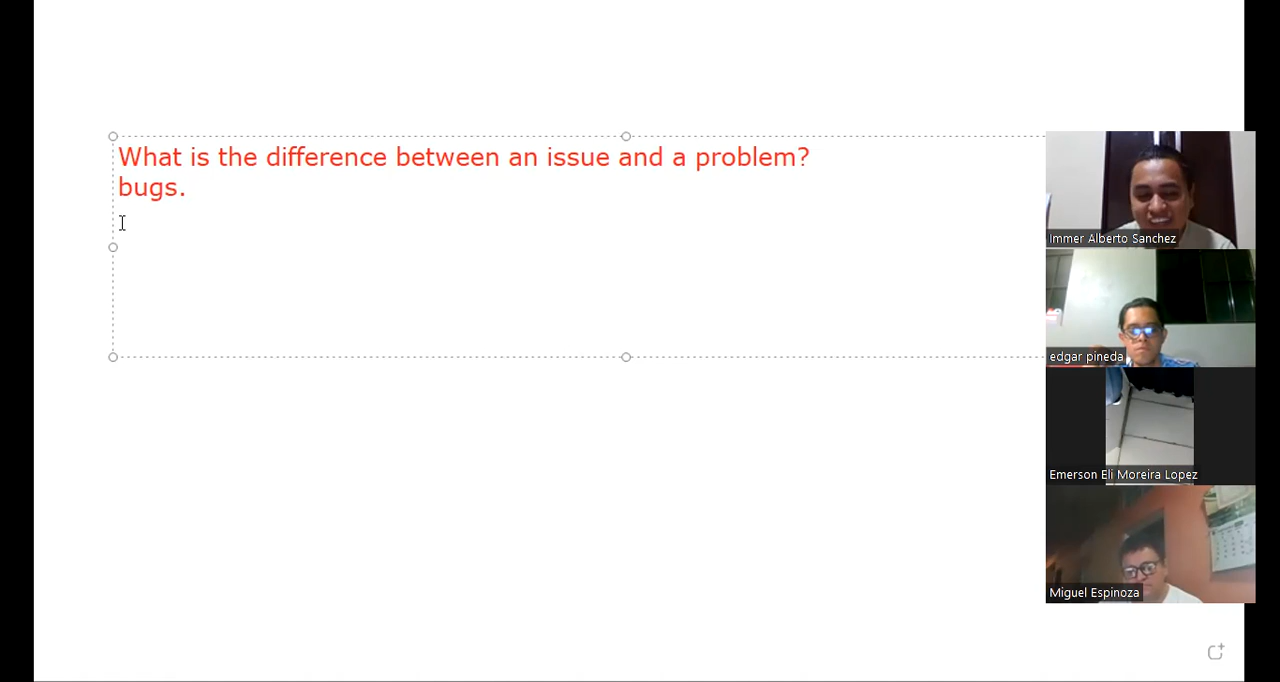 What is the difference between an issue and a problem?
bugs.
Immer Alberto Sanchez
edgar pineda
Emerson Eli Moreira Lopez
Miguel Espinoza